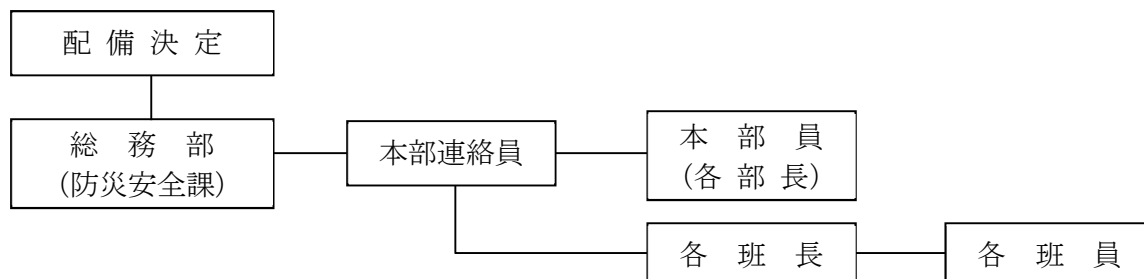 配備決定
総務部
(防災安全課)
本部連絡員
本部員
(各部長)
各班長
各班員